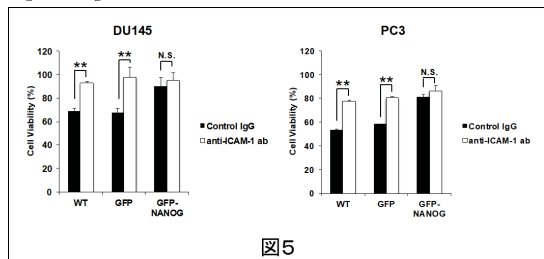 DU145
Cell Viability (%)
120
100
80
60
40
20
0
**
**
N.S.
WT
GFP
GFP-
NANOG
Control IgG
anti-ICAM-1 ab
PC3
Cell Viability (%)
120
100
80
60
40
20
0
**
**
N.S.
WT
GFP
GFP-
NANOG
Control IgG
anti-ICAM-1 ab
図5